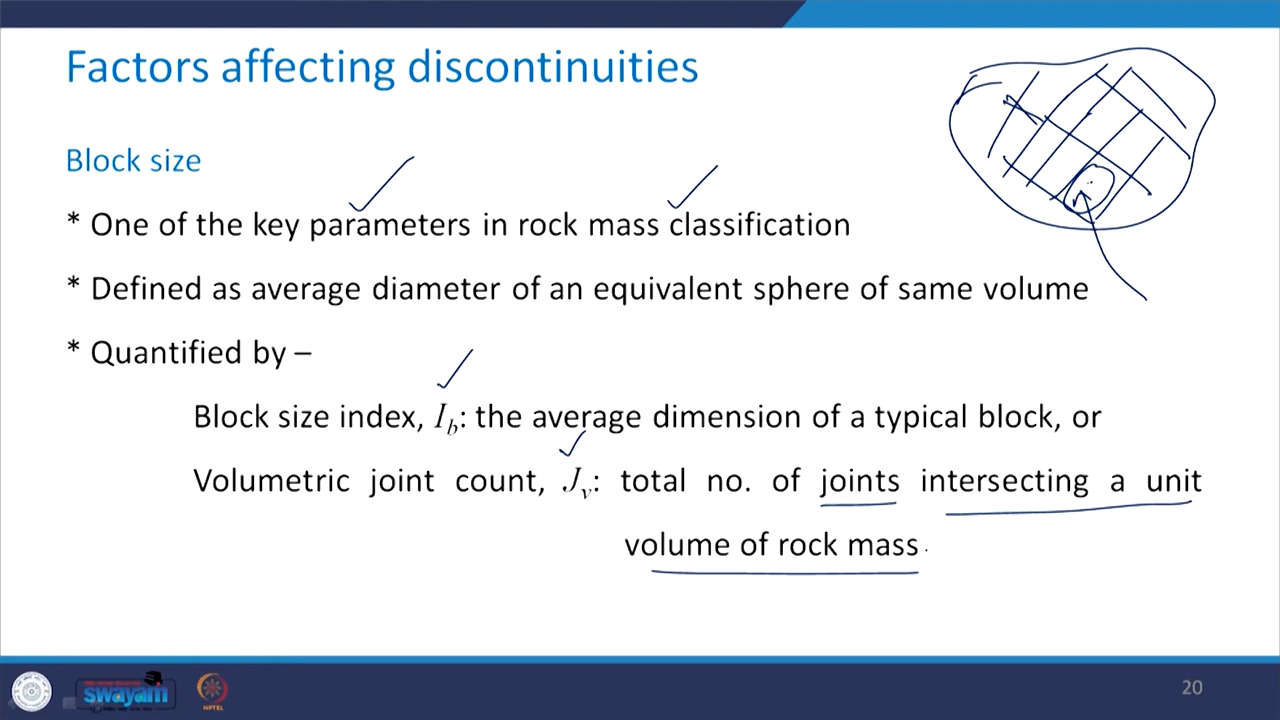 Factors affecting discontinuities
Block size
* One of the key parameters in rock mass classification
* Defined as average diameter of an equivalent sphere of same volume
* Quantified by –
Block size index, I_b: the average dimension of a typical block, or
Volumetric joint count, J_v: total no. of joints intersecting a unit
volume of rock mass
swayam
NPTEL
20